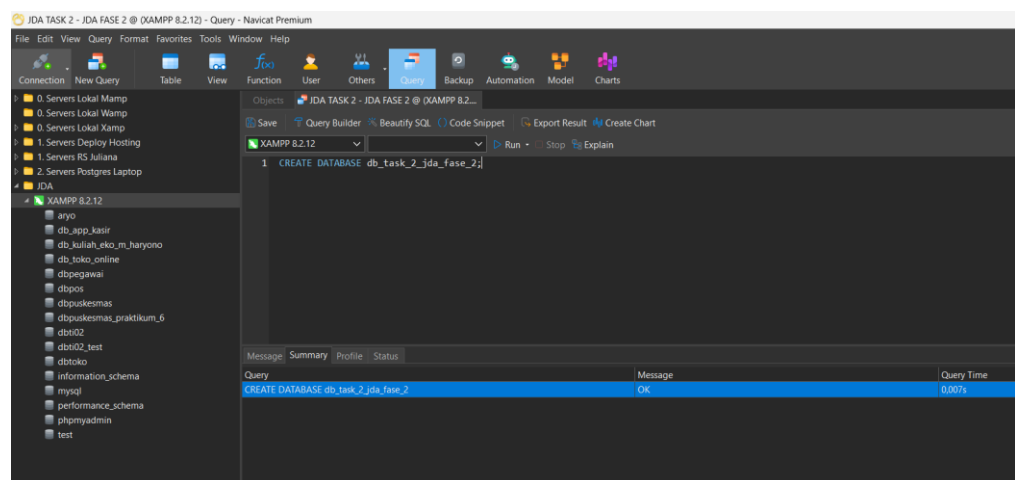 JDA TASK 2 - JDA FASE 2 @ (XAMPP 8.2.12) - Query - Navicat Premium
File Edit View Query Format Favorites Tools Window Help
Connection New Query Table View Function User Others Query Backup Automation Model Charts
0. Servers Lokal Mamp
0. Servers Lokal Wamp
0. Servers Lokal Xamp
1. Servers Deploy Hosting
1. Servers RS Juliana
2. Servers Postgres Laptop
JDA
XAMPP 8.2.12
aryo
db_app_kasir
db_kuliah_eko_m_haryono
db_toko_online
dbpegawai
dbpos
dbpuskesmas
dbpuskesmas_praktikum_6
dbti02
dbti02_test
dbtoko
information_schema
mysql
performance_schema
phpmyadmin
test
Objects JDA TASK 2 - JDA FASE 2 @ (XAMPP 8.2...
Save Query Builder Beautify SQL () Code Snippet Export Result Create Chart
XAMPP 8.2.12 Run Stop Explain
1 CREATE DATABASE db_task_2_jda_fase_2;
Message Summary Profile Status
Query Message Query Time
CREATE DATABASE db_task_2_jda_fase_2 OK 0,007s